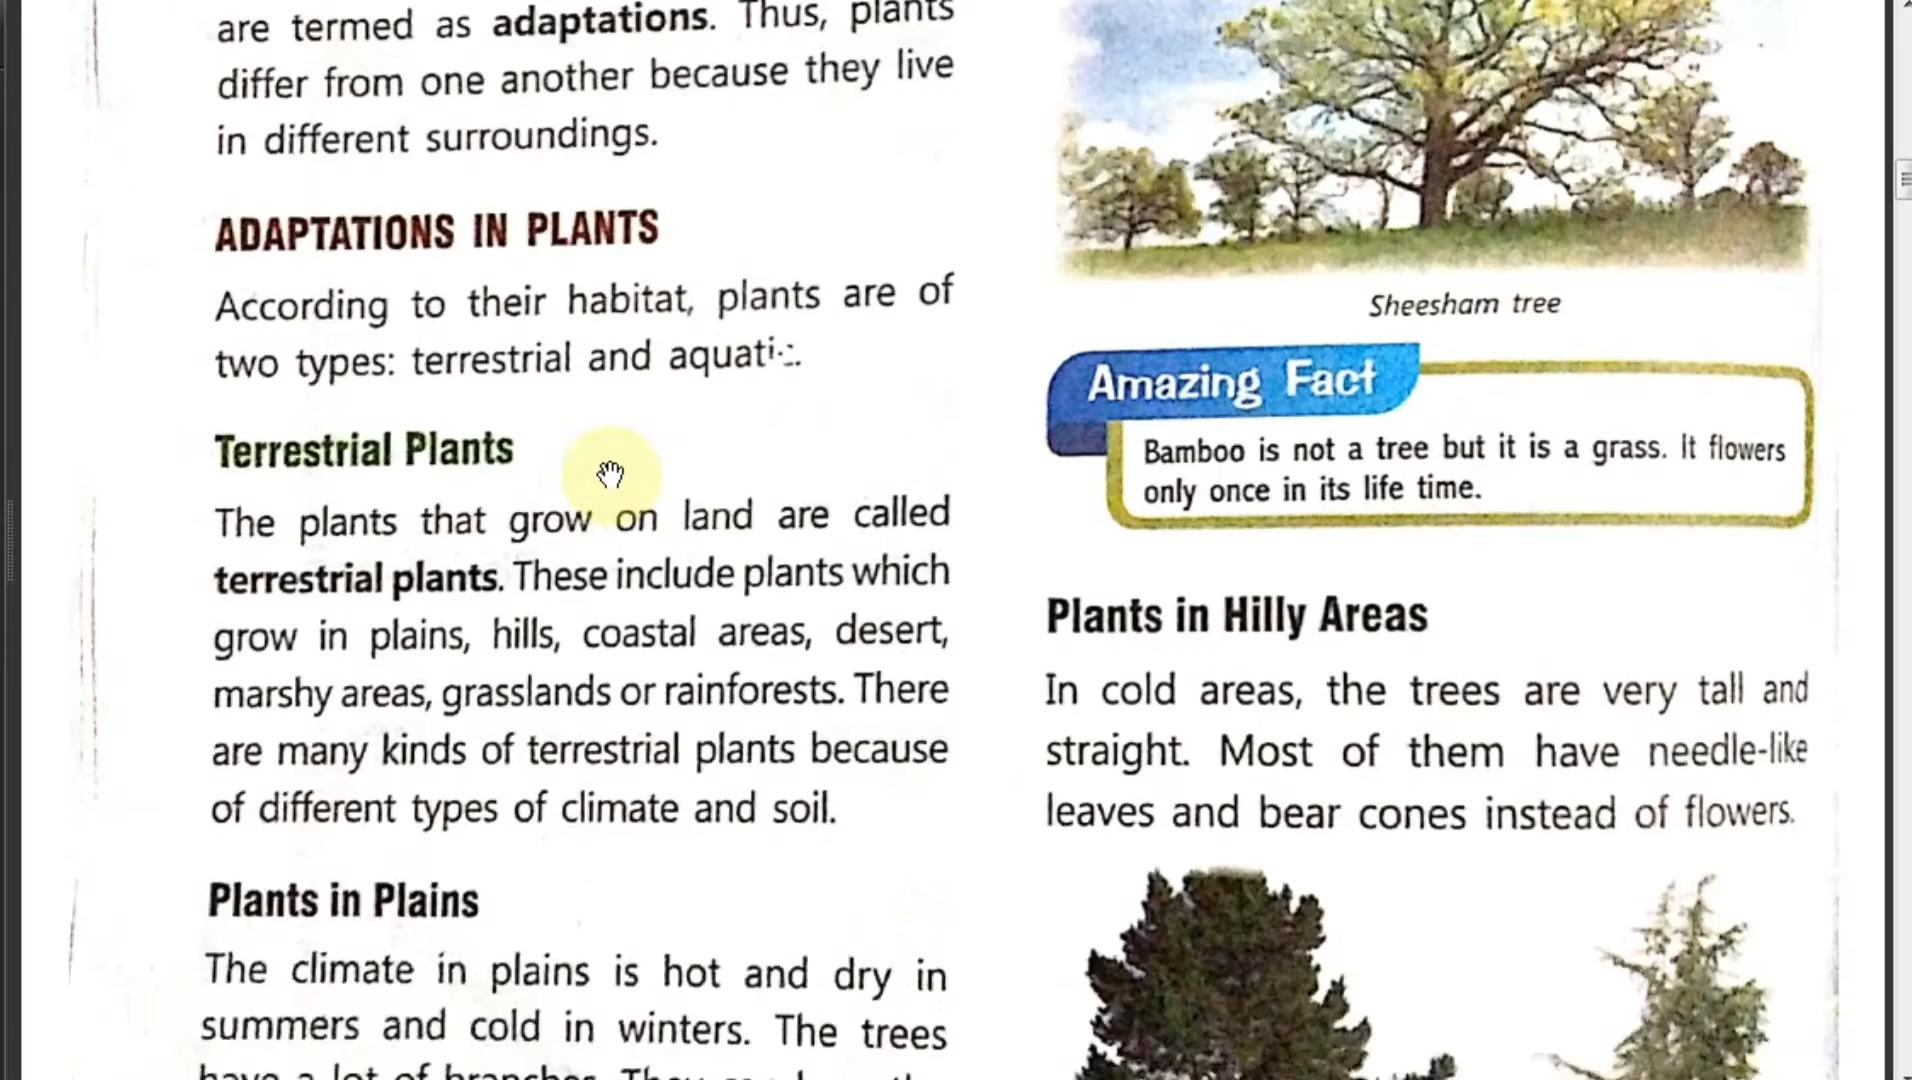 are termed as adaptations. Thus, plants
differ from one another because they live
in different surroundings.
ADAPTATIONS IN PLANTS
According to their habitat, plants are of
two types: terrestrial and aquatic.
Terrestrial Plants
The plants that grow on land are called
terrestrial plants. These include plants which
grow in plains, hills, coastal areas, desert,
marshy areas, grasslands or rainforests. There
are many kinds of terrestrial plants because
of different types of climate and soil.
Plants in Plains
The climate in plains is hot and dry in
summers and cold in winters. The trees
have a lot of branches. They
Sheesham tree
Amazing Fact
Bamboo is not a tree but it is a grass. It flowers
only once in its life time.
Plants in Hilly Areas
In cold areas, the trees are very tall and
straight. Most of them have needle-like
leaves and bear cones instead of flowers.